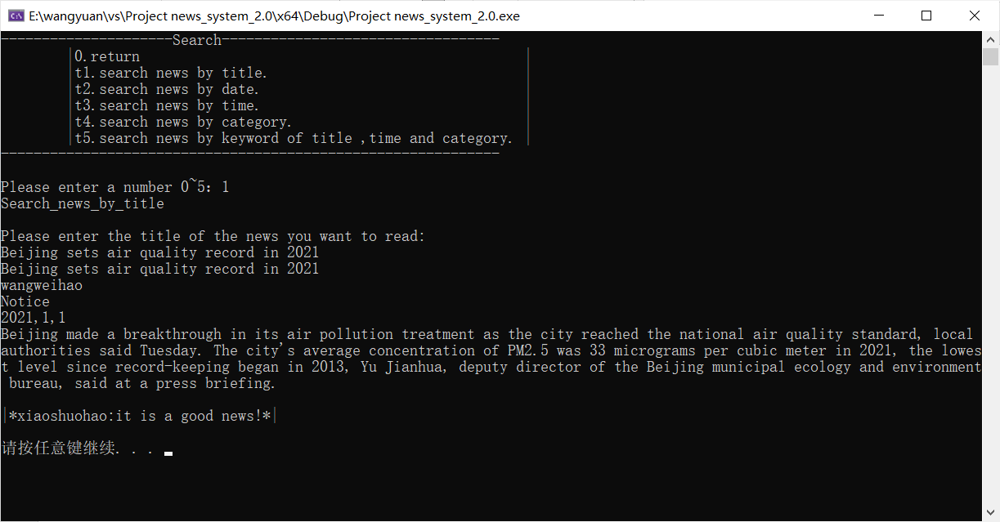 E:\wangyuan\vs\Project news_system_2.0\x64\Debug\Project news_system_2.0.exe
---------------------Search----------------------------------
|0.return |
|t1.search news by title. |
|t2.search news by date. |
|t3.search news by time. |
|t4.search news by category. |
|t5.search news by keyword of title ,time and category. |
-------------------------------------------------------------
Please enter a number 0~5: 1
Search_news_by_title
Please enter the title of the news you want to read:
Beijing sets air quality record in 2021
Beijing sets air quality record in 2021
wangweihao
Notice
2021,1,1
Beijing made a breakthrough in its air pollution treatment as the city reached the national air quality standard, local
authorities said Tuesday. The city's average concentration of PM2.5 was 33 micrograms per cubic meter in 2021, the lowes
t level since record-keeping began in 2013, Yu Jianhua, deputy director of the Beijing municipal ecology and environment
bureau, said at a press briefing.
|*xiaoshuohao:it is a good news!*|
请按任意键继续. . .